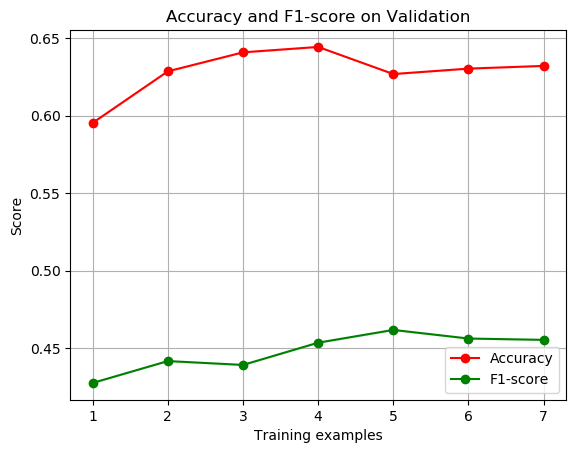 Accuracy and F1-score on Validation
0.65
0.60
0.55
0.50
0.45
Score
1 2 3 4 5 6 7
Training examples
Accuracy
F1-score